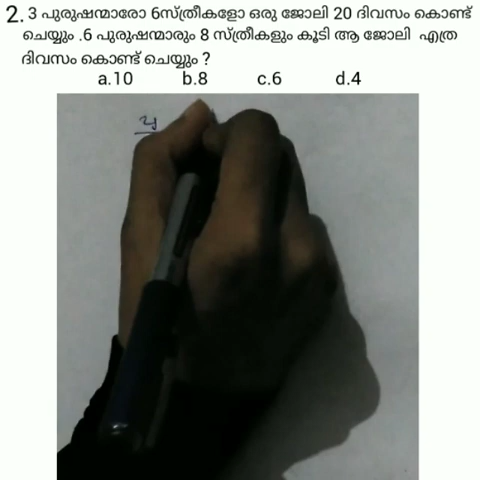 2. 3 പുരുഷന്മാരോ 6സ്ത്രീകളോ ഒരു ജോലി 20 ദിവസം കൊണ്ട്
ചെയ്യും .6 പുരുഷന്മാരും 8 സ്ത്രീകളും കൂടി ആ ജോലി എത്ര
ദിവസം കൊണ്ട് ചെയ്യും ?
a.10 b.8 c.6 d.4